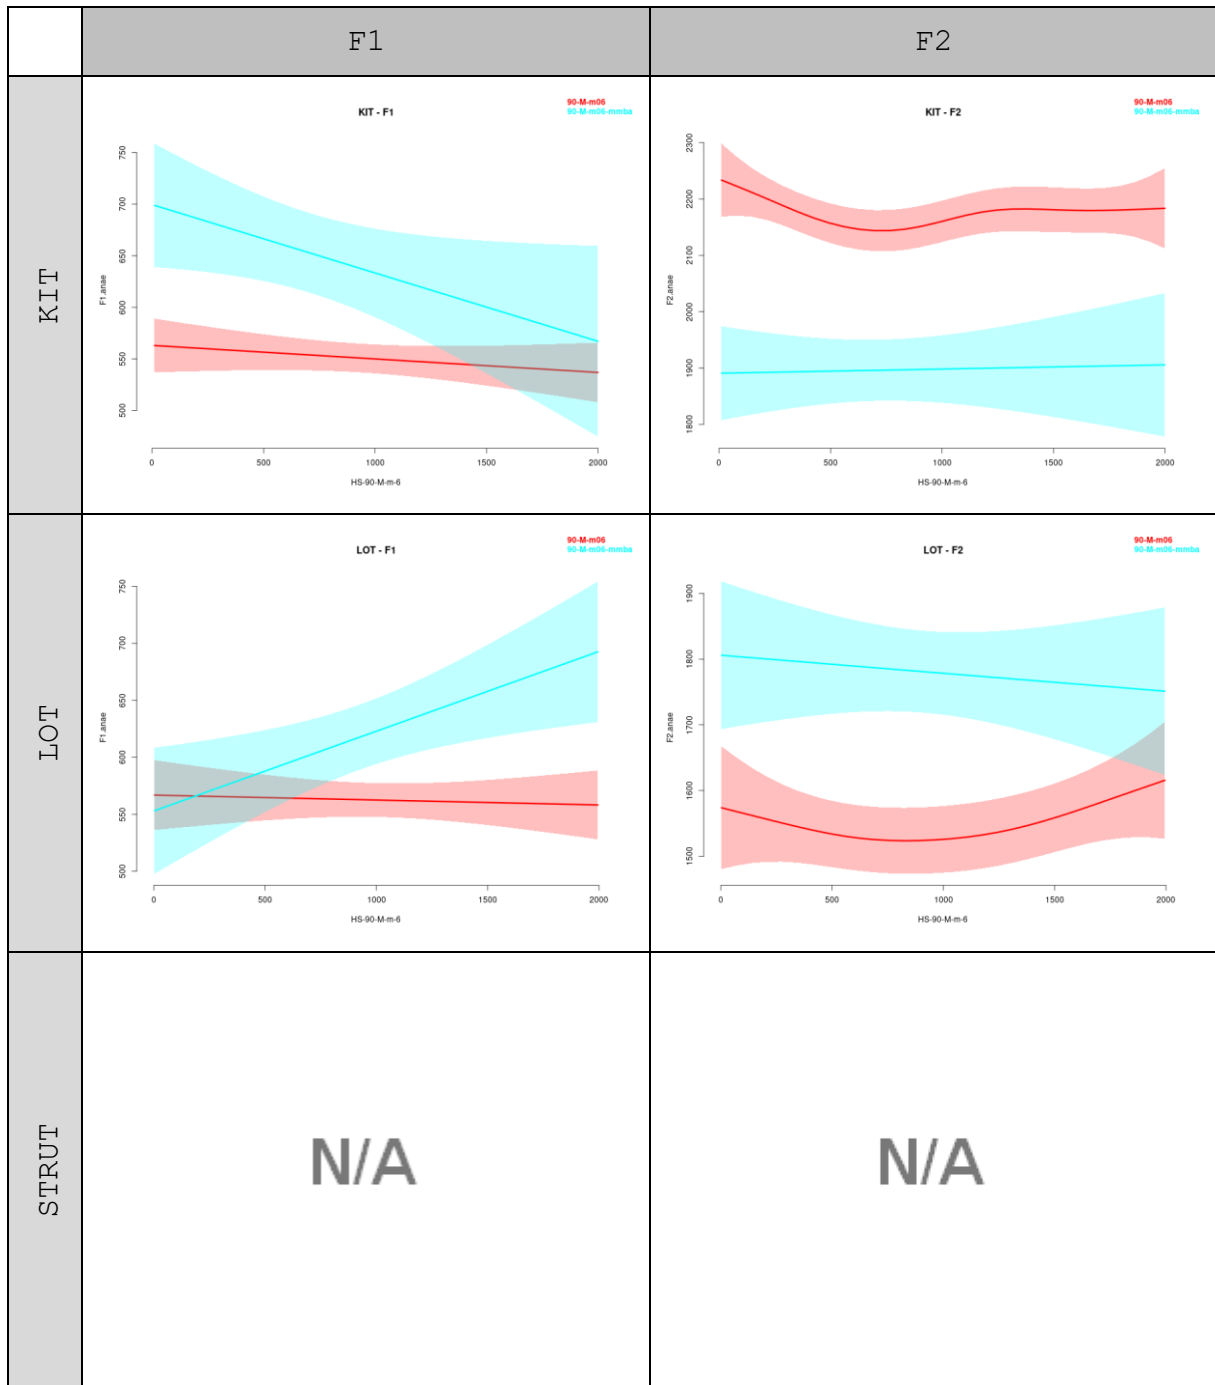 F1
F2
KIT
KIT - F1
90-M-m06
90-M-m06-mmba
750
700
650
600
550
500
F1.anae
0 500 1000 1500 2000
HS-90-M-m-6
KIT - F2
90-M-m06
90-M-m06-mmba
2300
2200
2100
2000
1900
1800
F2.anae
0 500 1000 1500 2000
HS-90-M-m-6
LOT
LOT - F1
90-M-m06
90-M-m06-mmba
750
700
650
600
550
500
F1.anae
0 500 1000 1500 2000
HS-90-M-m-6
LOT - F2
90-M-m06
90-M-m06-mmba
1900
1800
1700
1600
1500
F2.anae
0 500 1000 1500 2000
HS-90-M-m-6
STRUT
N/A
N/A